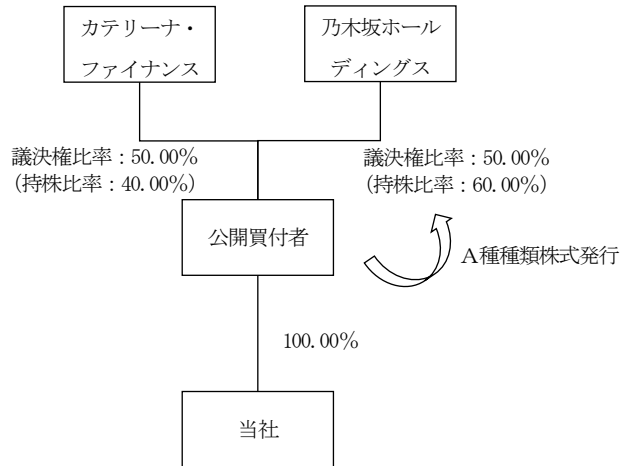 カテリーナ・
ファイナンス
乃木坂ホール
ディングス
議決権比率：50.00%
(持株比率：40.00%)
議決権比率：50.00%
(持株比率：60.00%)
公開買付者
Ａ種種類株式発行
100.00%
当社